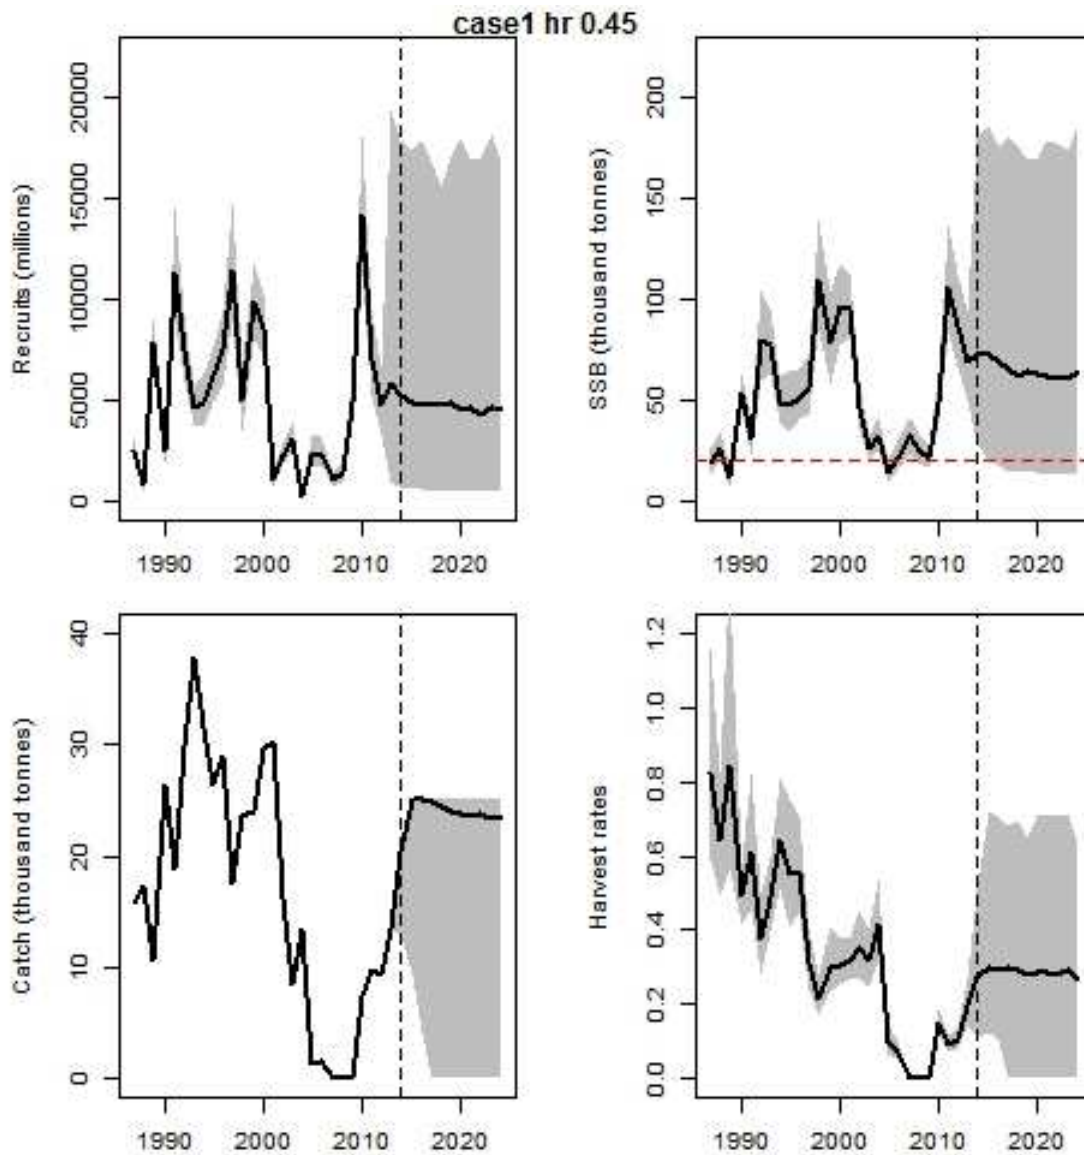 case1 hr 0.45
Recruits (millions)
0 5000 10000 15000 20000
1990 2000 2010 2020
SSB (thousand tonnes)
0 50 100 150 200
1990 2000 2010 2020
Catch (thousand tonnes)
0 10 20 30 40
1990 2000 2010 2020
Harvest rates
0.0 0.2 0.4 0.6 0.8 1.0 1.2
1990 2000 2010 2020